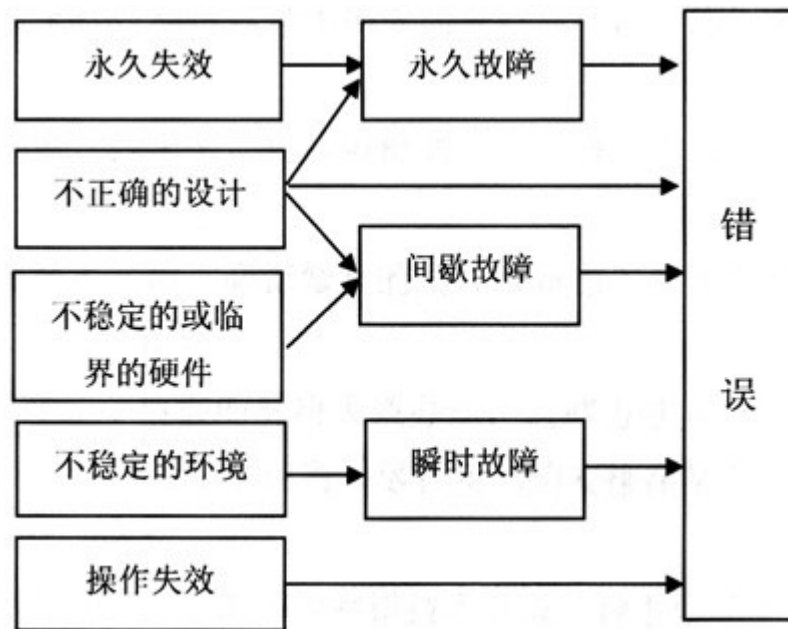 永久失效
永久故障
不正确的设计
间歇故障
不稳定的或临
界的硬件
不稳定的环境
瞬时故障
操作失效
错
误